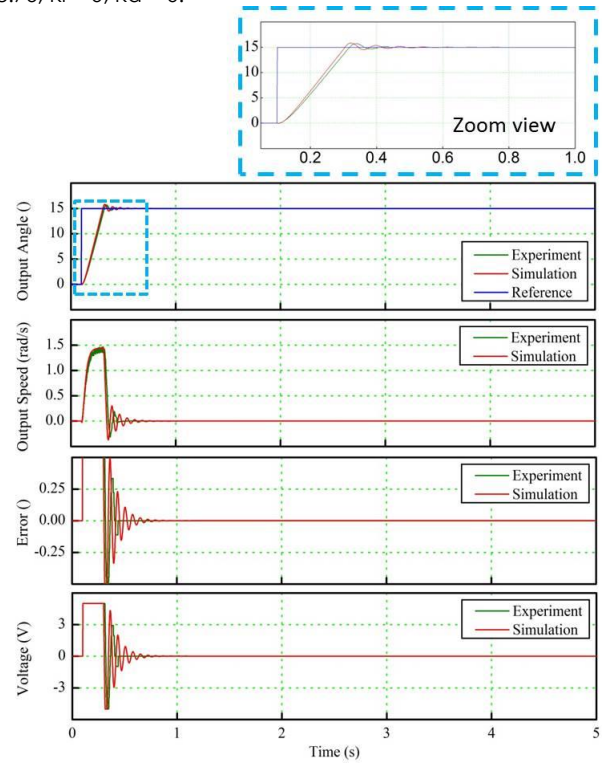 15
10
5
0
Zoom view
0.2 0.4 0.6 0.8 1.0
Output Angle ()
15
10
5
0
Experiment
Simulation
Reference
Output Speed (rad/s)
1.5
1.0
0.5
0.0
Experiment
Simulation
Error ()
0.25
0.00
-0.25
Experiment
Simulation
Voltage (V)
3
0
-3
Experiment
Simulation
0 1 2 3 4 5
Time (s)